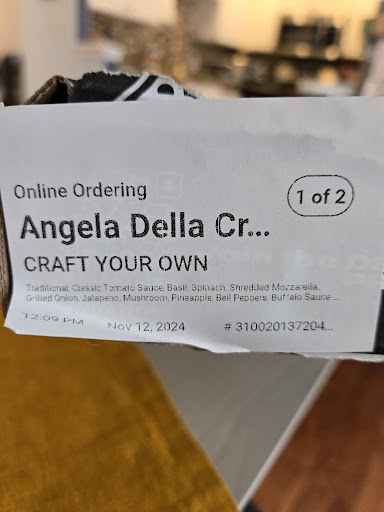 Online Ordering
1 of 2
Angela Della Cr...
CRAFT YOUR OWN
Traditional, Classic Tomato Sauce, Basil, Spinach, Shredded Mozzarella,
Grilled Onion, Jalapeno, Mushroom, Pineapple, Bell Peppers, Buffalo Sauce ...
12:09 PM Nov 12, 2024 # 310020137204...